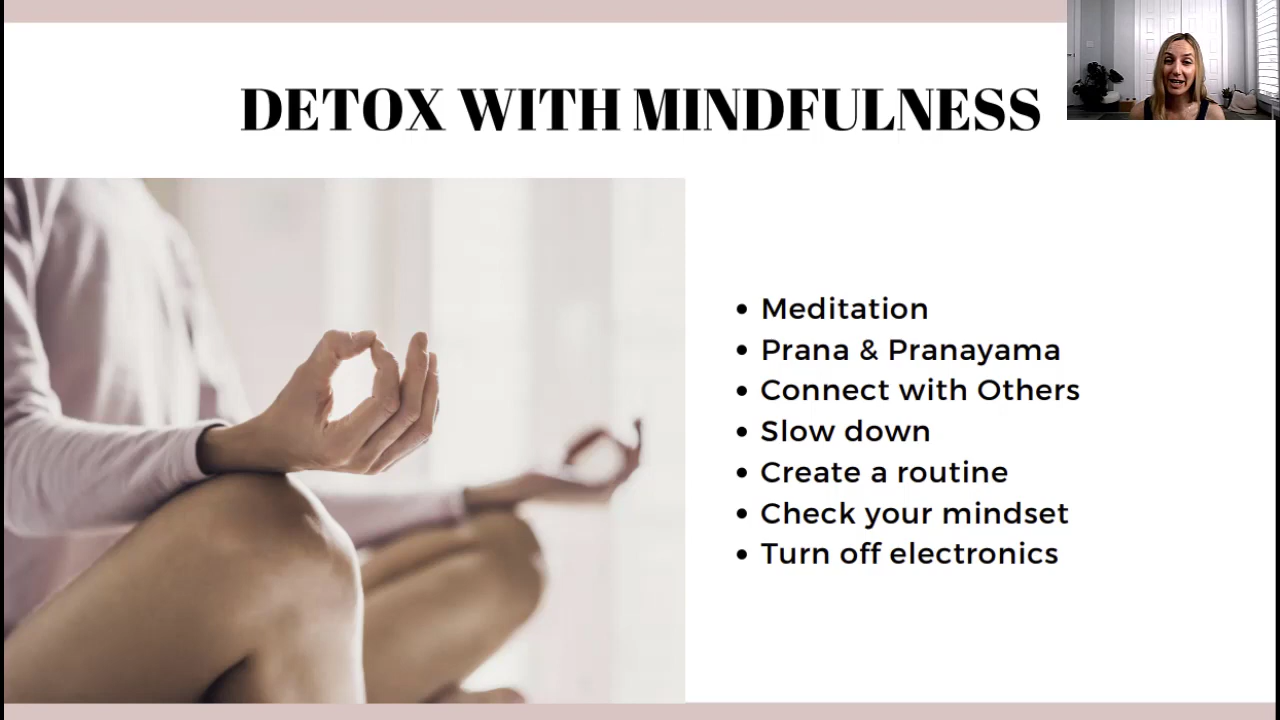 DETOX WITH MINDFULNESS
• Meditation
• Prana & Pranayama
• Connect with Others
• Slow down
• Create a routine
• Check your mindset
• Turn off electronics